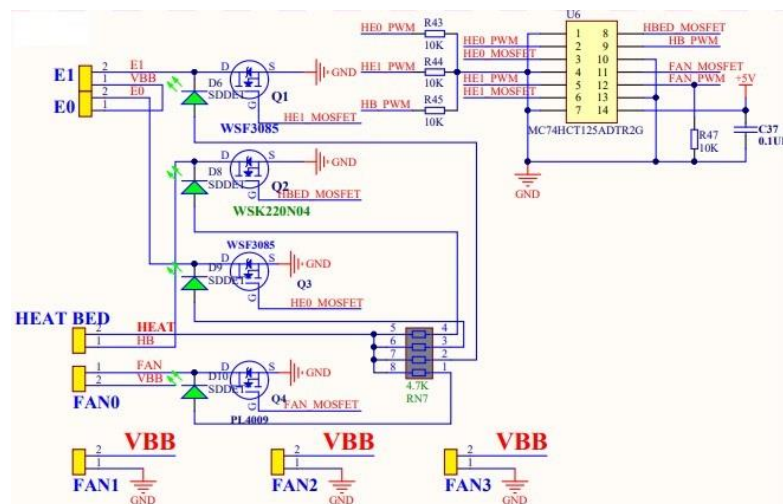 U6
HE0_PWM R43 10K
HE0_PWM
HE0_MOSFET
HE1_PWM R44 10K
HE1_PWM
HE1_MOSFET
HB_PWM R45 10K
1 8 HBED_MOSFET
2 9 HB_PWM
3 10
4 11 FAN_MOSFET
5 12 FAN_PWM
6 13
7 14
+5V
MC74HCT125ADTR2G
R47
10K
C37
GND
E1
E0
2 E1
1 VBB
2 E0
1
D6
SDDE1
D S
G
Q1
GND
HE1_MOSFET
WSF3085
D8
SDDE1
D S
G
Q2
GND
HBED_MOSFET
WSK220N04
WSF3085
D9
SDDE1
D S
G
Q3
GND
HE0_MOSFET
HEAT BED
2 HEAT
1 HB
5 4
6 3
7 2
8 1
4.7K
RN7
1 FAN
2 VBB
FAN0
D10
SDDE1
D S
G
Q4
GND
FAN_MOSFET
PL4009
2 VBB
1
FAN1
GND
2 VBB
1
FAN2
GND
2 VBB
1
FAN3
GND